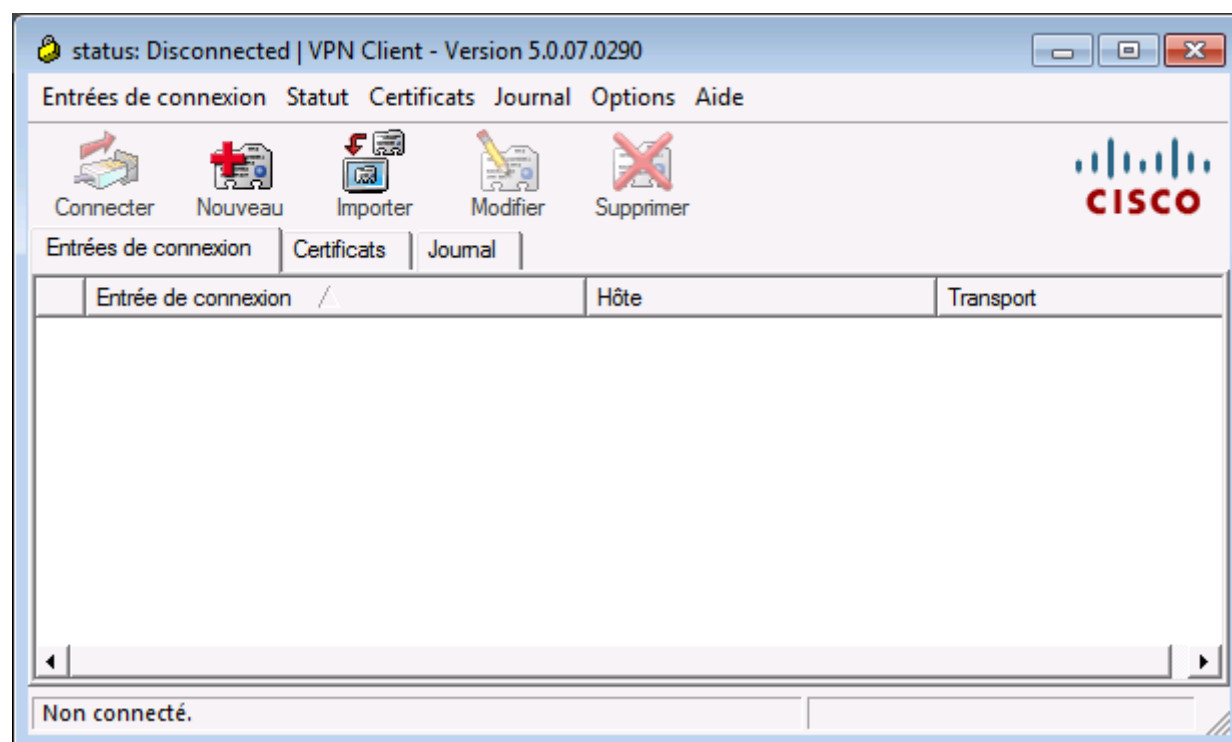 status: Disconnected | VPN Client - Version 5.0.07.0290
Entrées de connexion Statut Certificats Journal Options Aide
Connecter Nouveau Importer Modifier Supprimer
CISCO
Entrées de connexion Certificats Journal
Entrée de connexion Hôte Transport
Non connecté.